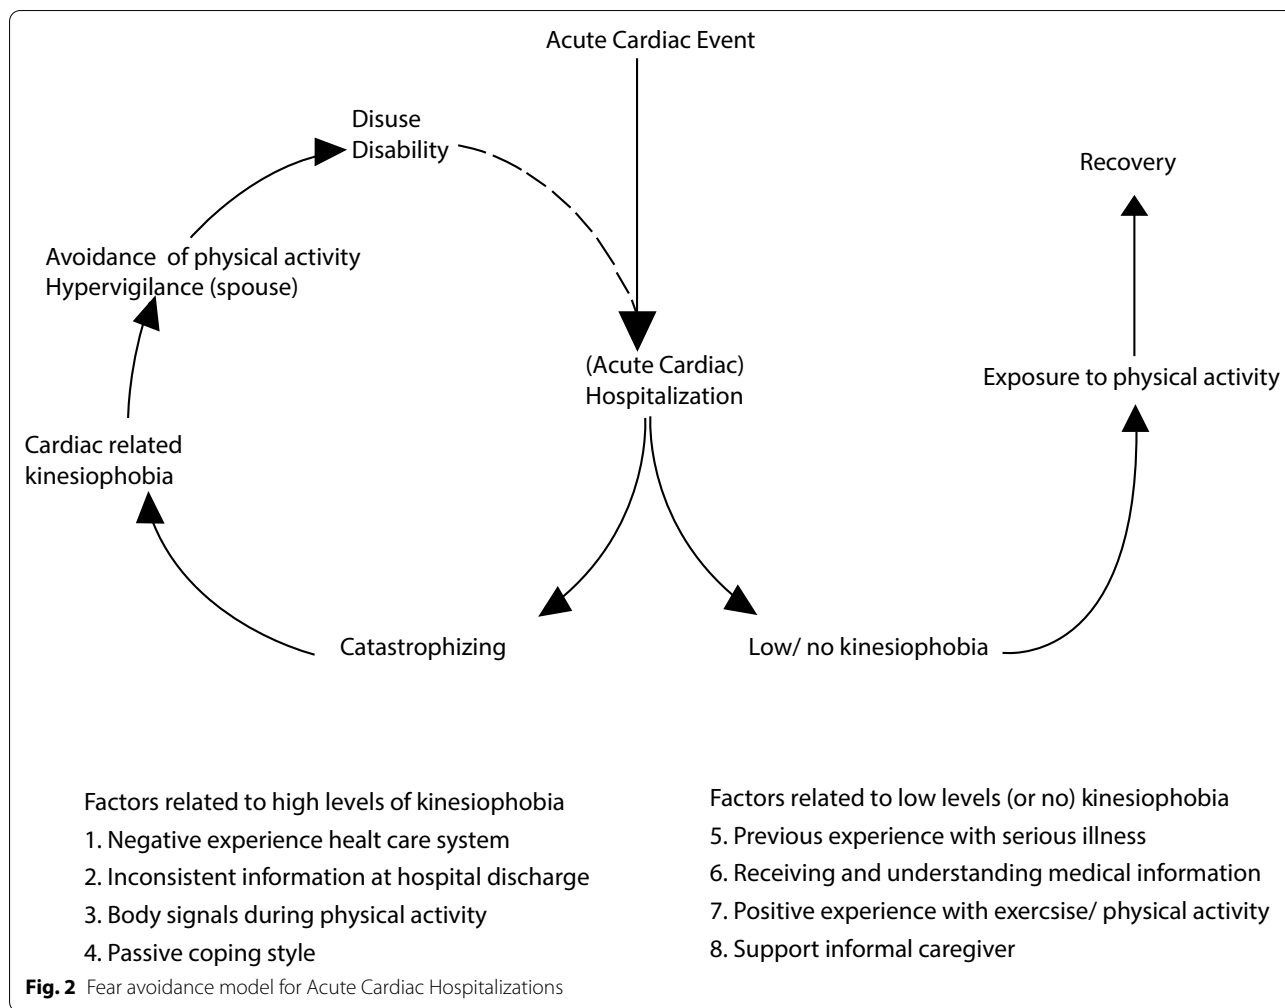 Acute Cardiac Event
Disuse
Disability
Recovery
Avoidance of physical activity
Hypervigilance (spouse)
(Acute Cardiac)
Hospitalization
Exposure to physical activity
Cardiac related
kinesiophobia
Catastrophizing
Low/ no kinesiophobia
Factors related to high levels of kinesiophobia
1. Negative experience healt care system
2. Inconsistent information at hospital discharge
3. Body signals during physical activity
4. Passive coping style
Factors related to low levels (or no) kinesiophobia
5. Previous experience with serious illness
6. Receiving and understanding medical information
7. Positive experience with exercsise/ physical activity
8. Support informal caregiver
Fig. 2 Fear avoidance model for Acute Cardiac Hospitalizations